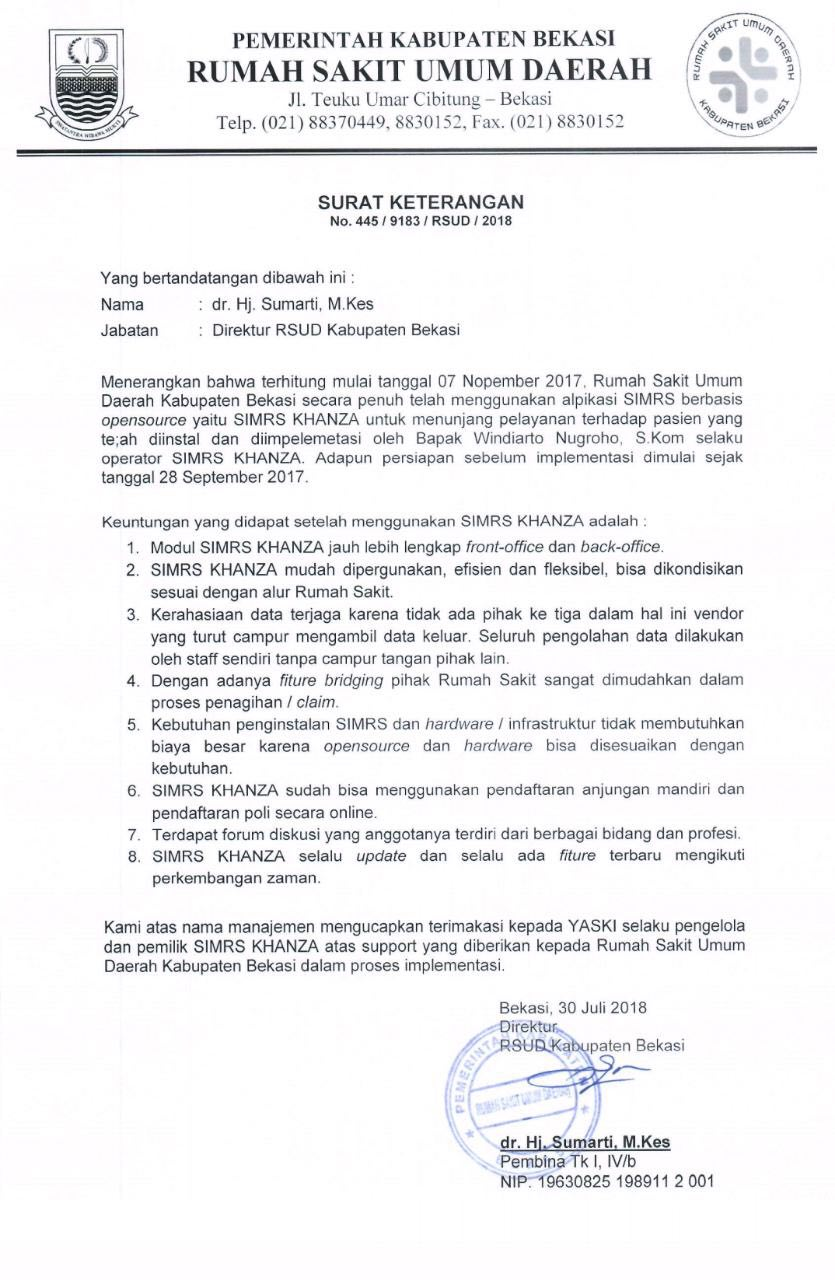 PEMERINTAH KABUPATEN BEKASI
RUMAH SAKIT UMUM DAERAH
Jl. Teuku Umar Cibitung – Bekasi
Telp. (021) 88370449, 8830152, Fax. (021) 8830152
SWATANTRA WIBAWA MUKTI
RUMAH SAKIT UMUM DAERAH
KABUPATEN BEKASI
SURAT KETERANGAN
No. 445 / 9183 / RSUD / 2018
Yang bertandatangan dibawah ini :
Nama : dr. Hj. Sumarti, M.Kes
Jabatan : Direktur RSUD Kabupaten Bekasi
Menerangkan bahwa terhitung mulai tanggal 07 Nopember 2017, Rumah Sakit Umum
Daerah Kabupaten Bekasi secara penuh telah menggunakan alpikasi SIMRS berbasis
opensource yaitu SIMRS KHANZA untuk menunjang pelayanan terhadap pasien yang
te;ah diinstal dan diimpelemetasi oleh Bapak Windiarto Nugroho, S.Kom selaku
operator SIMRS KHANZA. Adapun persiapan sebelum implementasi dimulai sejak
tanggal 28 September 2017.
Keuntungan yang didapat setelah menggunakan SIMRS KHANZA adalah :
1. Modul SIMRS KHANZA jauh lebih lengkap front-office dan back-office.
2. SIMRS KHANZA mudah dipergunakan, efisien dan fleksibel, bisa dikondisikan
sesuai dengan alur Rumah Sakit.
3. Kerahasiaan data terjaga karena tidak ada pihak ke tiga dalam hal ini vendor
yang turut campur mengambil data keluar. Seluruh pengolahan data dilakukan
oleh staff sendiri tanpa campur tangan pihak lain.
4. Dengan adanya fiture bridging pihak Rumah Sakit sangat dimudahkan dalam
proses penagihan / claim.
5. Kebutuhan penginstalan SIMRS dan hardware / infrastruktur tidak membutuhkan
biaya besar karena opensource dan hardware bisa disesuaikan dengan
kebutuhan.
6. SIMRS KHANZA sudah bisa menggunakan pendaftaran anjungan mandiri dan
pendaftaran poli secara online.
7. Terdapat forum diskusi yang anggotanya terdiri dari berbagai bidang dan profesi.
8. SIMRS KHANZA selalu update dan selalu ada fiture terbaru mengikuti
perkembangan zaman.
Kami atas nama manajemen mengucapkan terimakasi kepada YASKI selaku pengelola
dan pemilik SIMRS KHANZA atas support yang diberikan kepada Rumah Sakit Umum
Daerah Kabupaten Bekasi dalam proses implementasi.
Bekasi, 30 Juli 2018
Direktur
RSUD Kabupaten Bekasi
PEMERINTAH KABUPATEN
RUMAH SAKIT UMUM DAERAH
dr. Hj. Sumarti, M.Kes
Pembina Tk I, IV/b
NIP. 19630825 198911 2 001